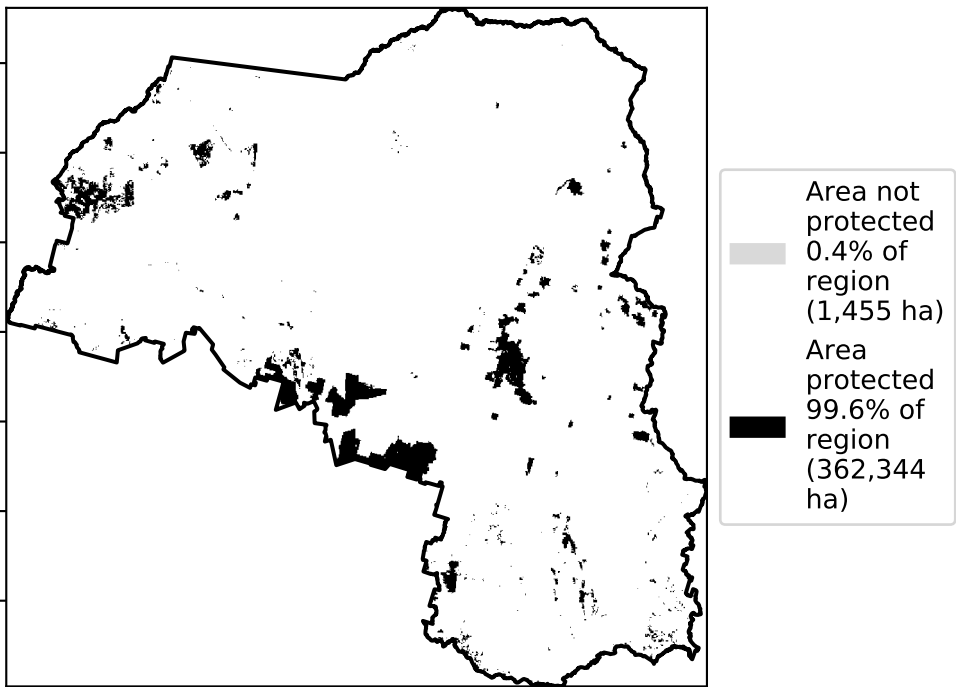 Area not
protected
0.4% of
region
(1,455 ha)
Area
protected
99.6% of
region
(362,344
ha)